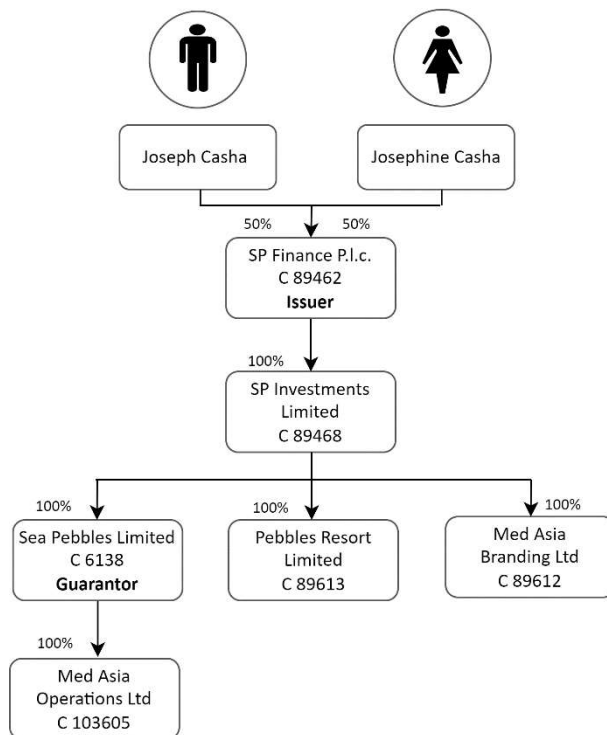 Joseph Casha
Josephine Casha
50%
50%
SP Finance P.l.c.
C 89462
Issuer
100%
SP Investments
Limited
C 89468
100%
100%
100%
Sea Pebbles Limited
C 6138
Guarantor
Pebbles Resort
Limited
C 89613
Med Asia
Branding Ltd
C 89612
100%
Med Asia
Operations Ltd
C 103605